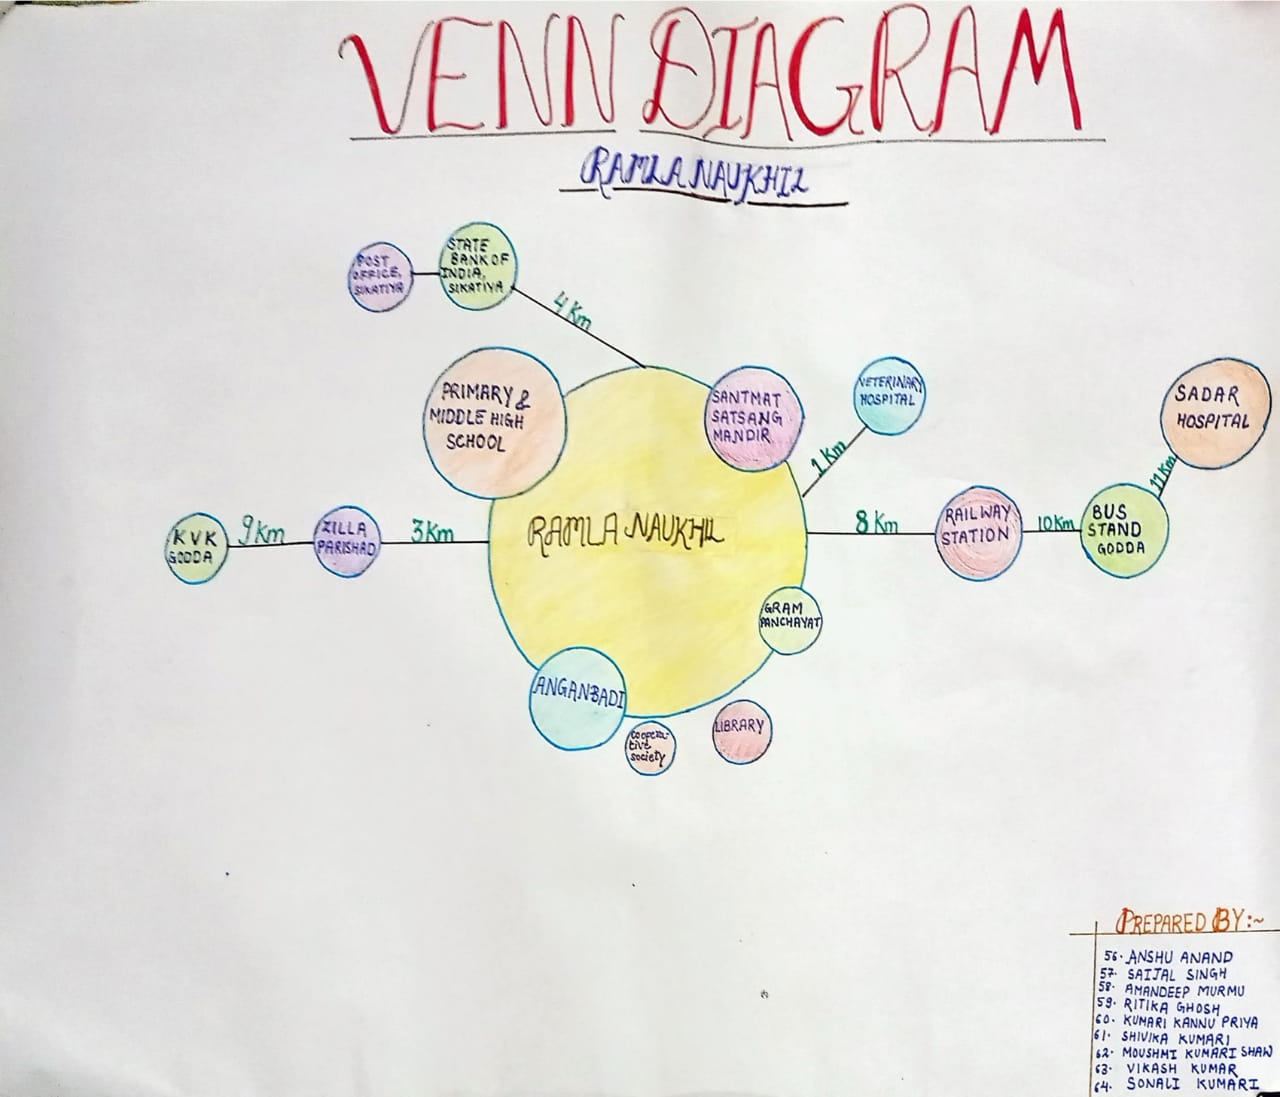 VENN DIAGRAM
RAMLA NAUKHIL
POST
OFFICE,
SIKATIYA
STATE
BANK OF
INDIA,
SIKATIYA
4 Km
PRIMARY &
MIDDLE HIGH
SCHOOL
SANTMAT
SATSANG
MANDIR
VETERINARY
HOSPITAL
1 Km
SADAR
HOSPITAL
11 Km
KVK
GODDA
9 Km
ZILLA
PARISHAD
3 Km
RAMLA NAUKHIL
8 Km
RAILWAY
STATION
10 Km
BUS
STAND
GODDA
GRAM
PANCHAYAT
ANGANBADI
Coopera-
tive
society
LIBRARY
PREPARED BY:~
56. ANSHU ANAND
57. SAIJAL SINGH
58. AMANDEEP MURMU
59. RITIKA GHOSH
60. KUMARI KANNU PRIYA
61. SHIVIKA KUMARI
62. MOUSHMI KUMARI SHAW
63. VIKASH KUMAR
64. SONALI KUMARI